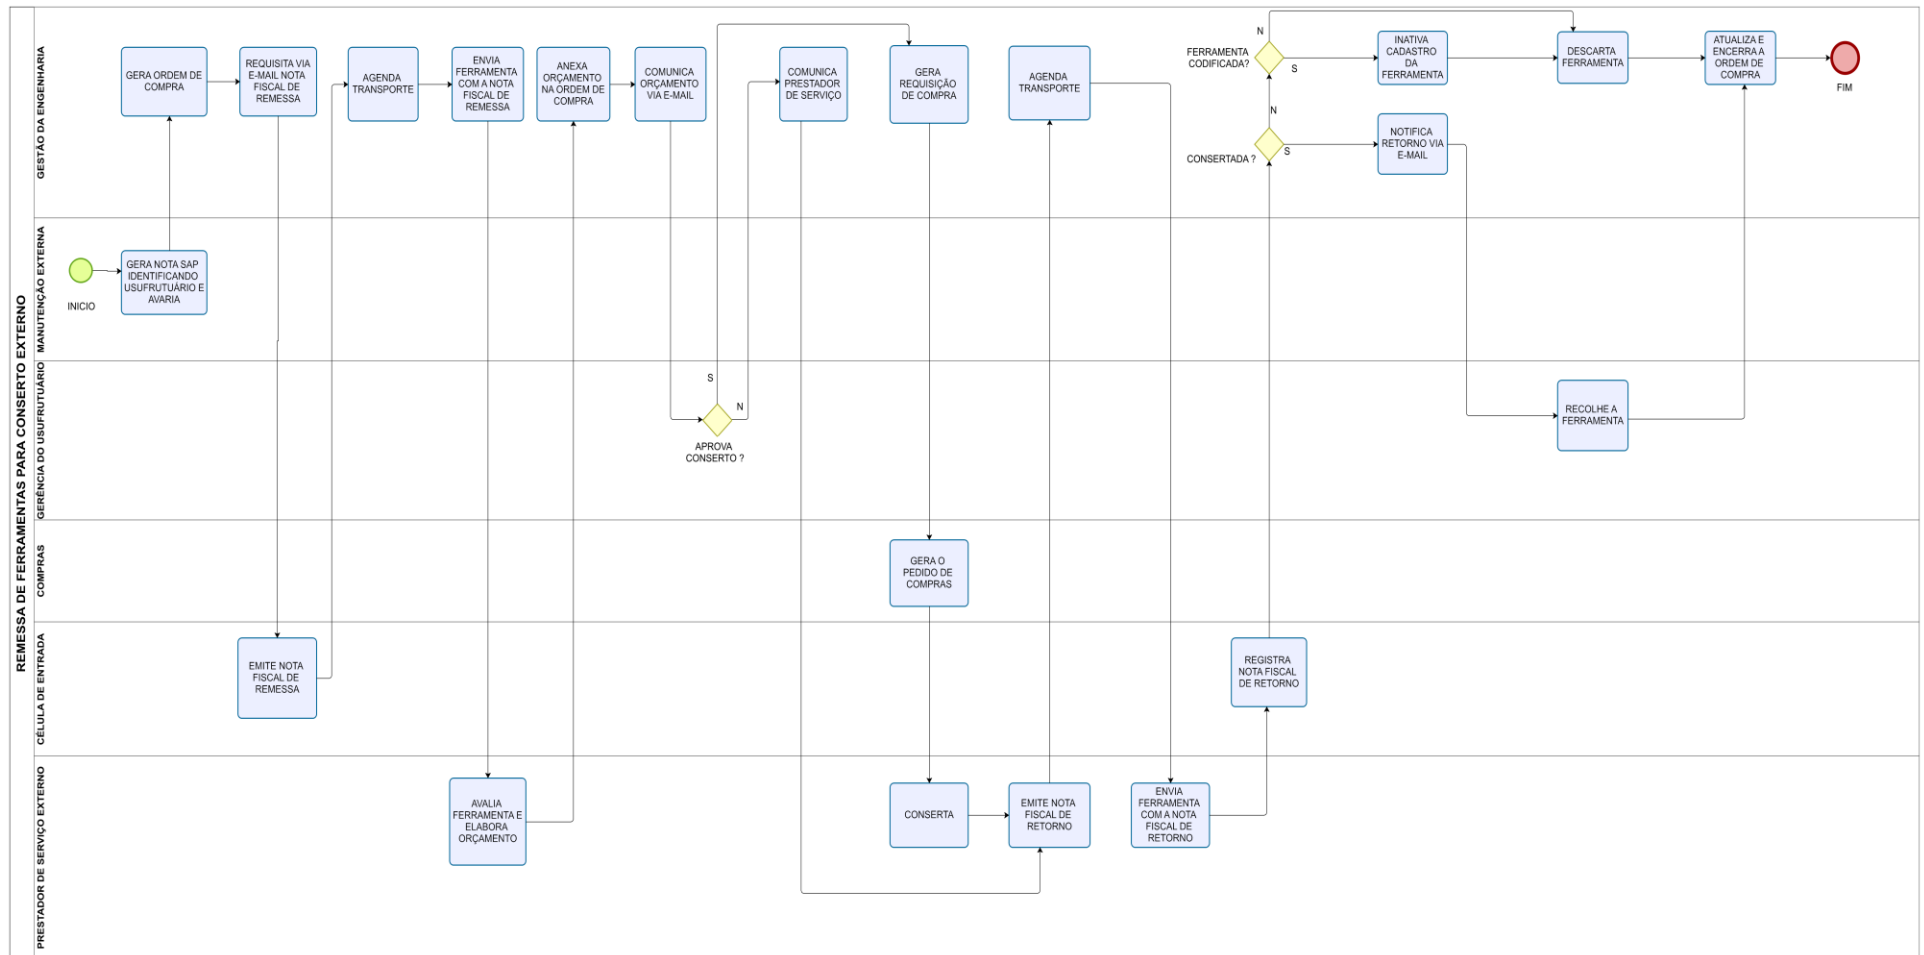 REMESSA DE FERRAMENTAS PARA CONSERTO EXTERNO
GESTÃO DA ENGENHARIA
GERA ORDEM DE
COMPRA
REQUISITA VIA
E-MAIL NOTA
FISCAL DE
REMESSA
AGENDA
TRANSPORTE
ENVIA
FERRAMENTA
COM A NOTA
FISCAL DE
REMESSA
ANEXA
ORÇAMENTO
NA ORDEM DE
COMPRA
COMUNICA
ORÇAMENTO
VIA E-MAIL
COMUNICA
PRESTADOR
DE SERVIÇO
GERA
REQUISIÇÃO
DE COMPRA
AGENDA
TRANSPORTE
N
FERRAMENTA
CODIFICADA?
S
N
CONSERTADA ?
S
INATIVA
CADASTRO
DA
FERRAMENTA
NOTIFICA
RETORNO VIA
E-MAIL
DESCARTA
FERRAMENTA
ATUALIZA E
ENCERRA A
ORDEM DE
COMPRA
FIM
MANUTENÇÃO EXTERNA
INICIO
GERA NOTA SAP
IDENTIFICANDO
USUFRUTUÁRIO E
AVARIA
GERÊNCIA DO USUFRUTUÁRIO
S
N
APROVA
CONSERTO ?
RECOLHE A
FERRAMENTA
COMPRAS
GERA O
PEDIDO DE
COMPRAS
CÉLULA DE ENTRADA
EMITE NOTA
FISCAL DE
REMESSA
REGISTRA
NOTA FISCAL
DE RETORNO
PRESTADOR DE SERVIÇO EXTERNO
AVALIA
FERRAMENTA E
ELABORA
ORÇAMENTO
CONSERTA
EMITE NOTA
FISCAL DE
RETORNO
ENVIA
FERRAMENTA
COM A NOTA
FISCAL DE
RETORNO